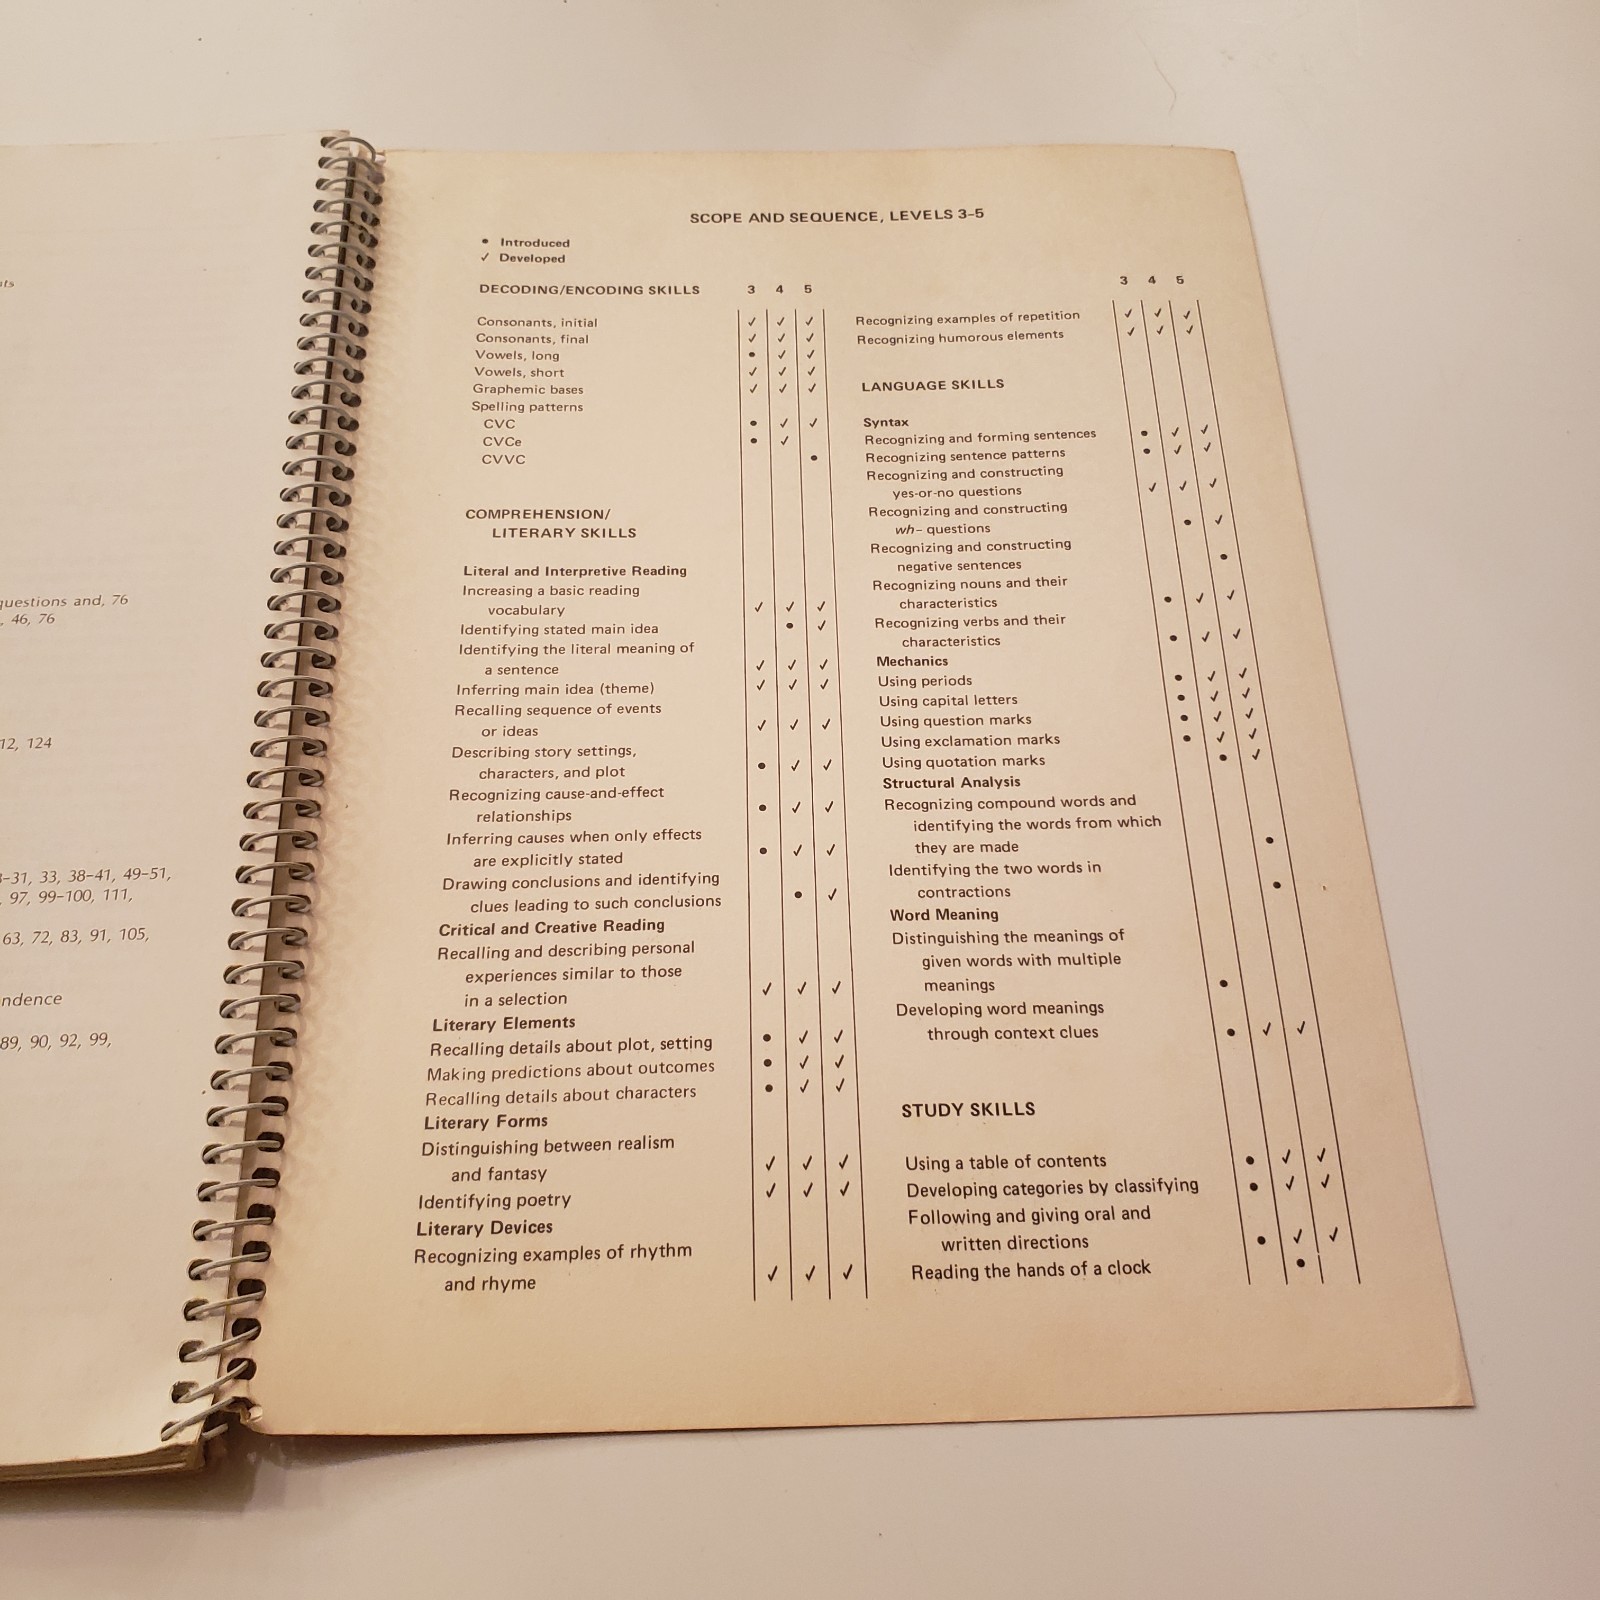 nts
questions and, 76
, 46, 76
12, 124
-31, 33, 38–41, 49–51,
, 97, 99–100, 111,
63, 72, 83, 91, 105,
ndence
89, 90, 92, 99,
SCOPE AND SEQUENCE, LEVELS 3–5
• Introduced
✓ Developed
DECODING/ENCODING SKILLS 3 4 5
Consonants, initial ✓ ✓ ✓
Consonants, final ✓ ✓ ✓
Vowels, long • ✓ ✓
Vowels, short ✓ ✓ ✓
Graphemic bases ✓ ✓ ✓
Spelling patterns
CVC • ✓ ✓
CVCe • ✓
CVVC •
COMPREHENSION/
LITERARY SKILLS
Literal and Interpretive Reading
Increasing a basic reading
vocabulary ✓ ✓ ✓
Identifying stated main idea • ✓
Identifying the literal meaning of
a sentence ✓ ✓ ✓
Inferring main idea (theme) ✓ ✓ ✓
Recalling sequence of events
or ideas ✓ ✓ ✓
Describing story settings,
characters, and plot • ✓ ✓
Recognizing cause-and-effect
relationships • ✓ ✓
Inferring causes when only effects
are explicitly stated • ✓ ✓
Drawing conclusions and identifying
clues leading to such conclusions • ✓
Critical and Creative Reading
Recalling and describing personal
experiences similar to those
in a selection ✓ ✓ ✓
Literary Elements
Recalling details about plot, setting • ✓ ✓
Making predictions about outcomes • ✓ ✓
Recalling details about characters • ✓ ✓
Literary Forms
Distinguishing between realism
and fantasy ✓ ✓ ✓
Identifying poetry ✓ ✓ ✓
Literary Devices
Recognizing examples of rhythm
and rhyme ✓ ✓ ✓
3 4 5
Recognizing examples of repetition ✓ ✓ ✓
Recognizing humorous elements ✓ ✓ ✓
LANGUAGE SKILLS
Syntax
Recognizing and forming sentences • ✓ ✓
Recognizing sentence patterns • ✓ ✓
Recognizing and constructing
yes-or-no questions ✓ ✓ ✓
Recognizing and constructing
wh– questions • ✓
Recognizing and constructing
negative sentences •
Recognizing nouns and their
characteristics • ✓ ✓
Recognizing verbs and their
characteristics • ✓ ✓
Mechanics
Using periods • ✓ ✓
Using capital letters • ✓ ✓
Using question marks • ✓ ✓
Using exclamation marks • ✓ ✓
Using quotation marks • ✓
Structural Analysis
Recognizing compound words and
identifying the words from which
they are made •
Identifying the two words in
contractions •
Word Meaning
Distinguishing the meanings of
given words with multiple
meanings •
Developing word meanings
through context clues • ✓ ✓
STUDY SKILLS
Using a table of contents • ✓ ✓
Developing categories by classifying • ✓ ✓
Following and giving oral and
written directions • ✓ ✓
Reading the hands of a clock •